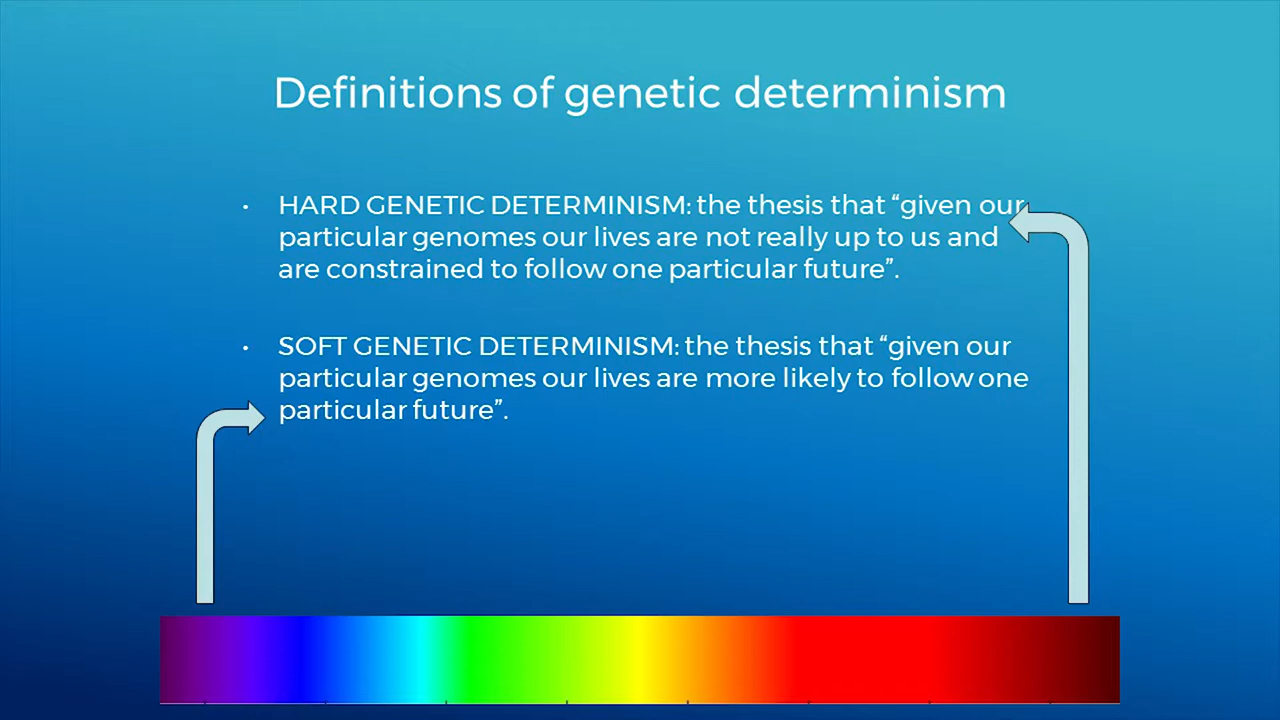 Definitions of genetic determinism
• HARD GENETIC DETERMINISM: the thesis that “given our
particular genomes our lives are not really up to us and
are constrained to follow one particular future”.
• SOFT GENETIC DETERMINISM: the thesis that “given our
particular genomes our lives are more likely to follow one
particular future”.